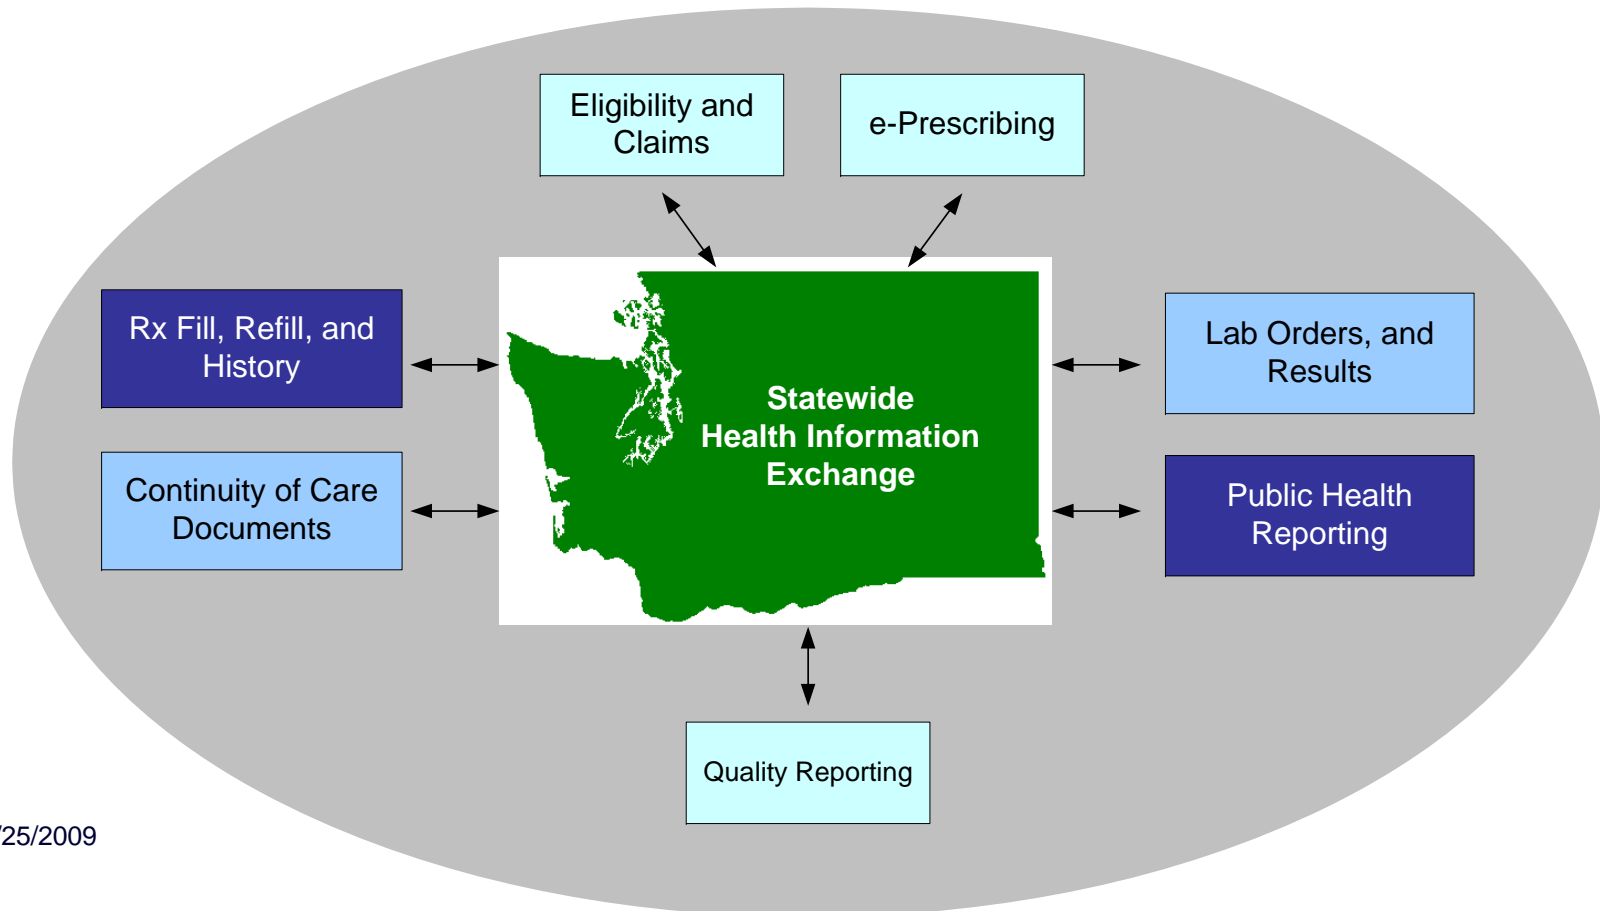 Eligibility and
Claims
e-Prescribing
Rx Fill, Refill, and
History
Lab Orders, and
Results
Statewide
Health Information
Exchange
Continuity of Care
Documents
Public Health
Reporting
Quality Reporting
/25/2009